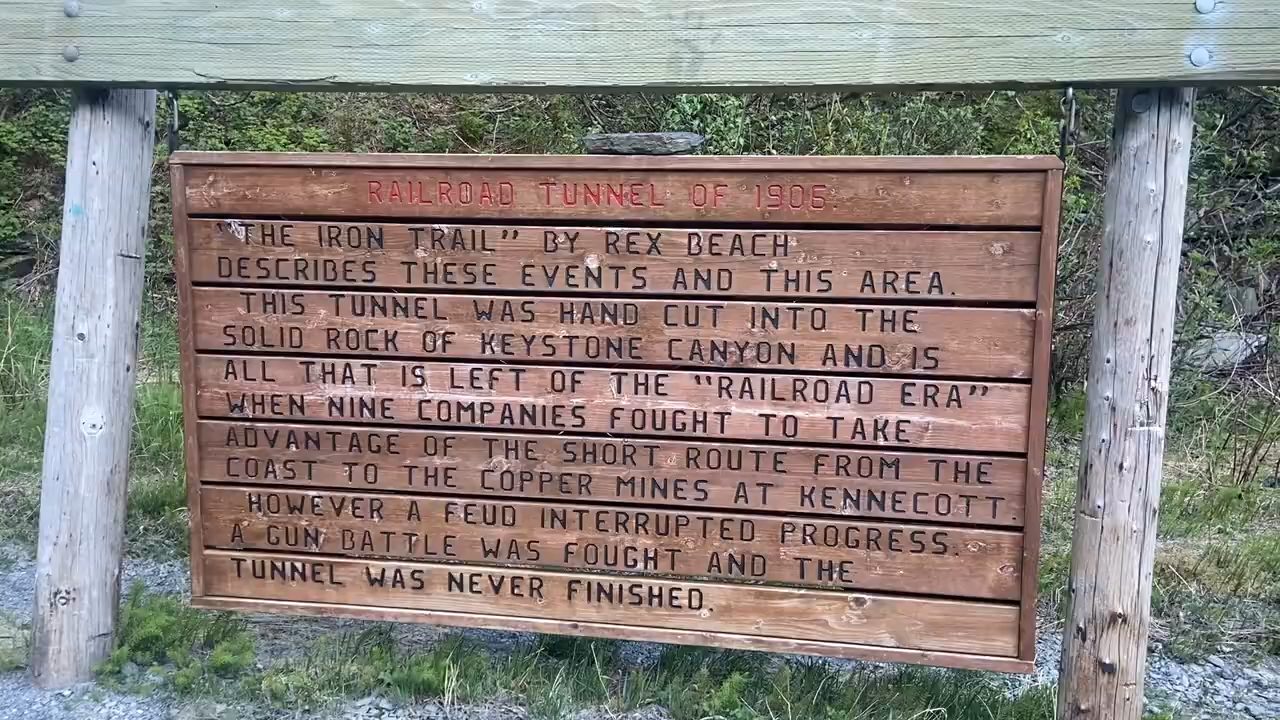 RAILROAD TUNNEL OF 1906.
"THE IRON TRAIL" BY REX BEACH
DESCRIBES THESE EVENTS AND THIS AREA.
THIS TUNNEL WAS HAND CUT INTO THE
SOLID ROCK OF KEYSTONE CANYON AND IS
ALL THAT IS LEFT OF THE "RAILROAD ERA"
WHEN NINE COMPANIES FOUGHT TO TAKE
ADVANTAGE OF THE SHORT ROUTE FROM THE
COAST TO THE COPPER MINES AT KENNECOTT.
HOWEVER A FEUD INTERRUPTED PROGRESS.
A GUN BATTLE WAS FOUGHT AND THE
TUNNEL WAS NEVER FINISHED.